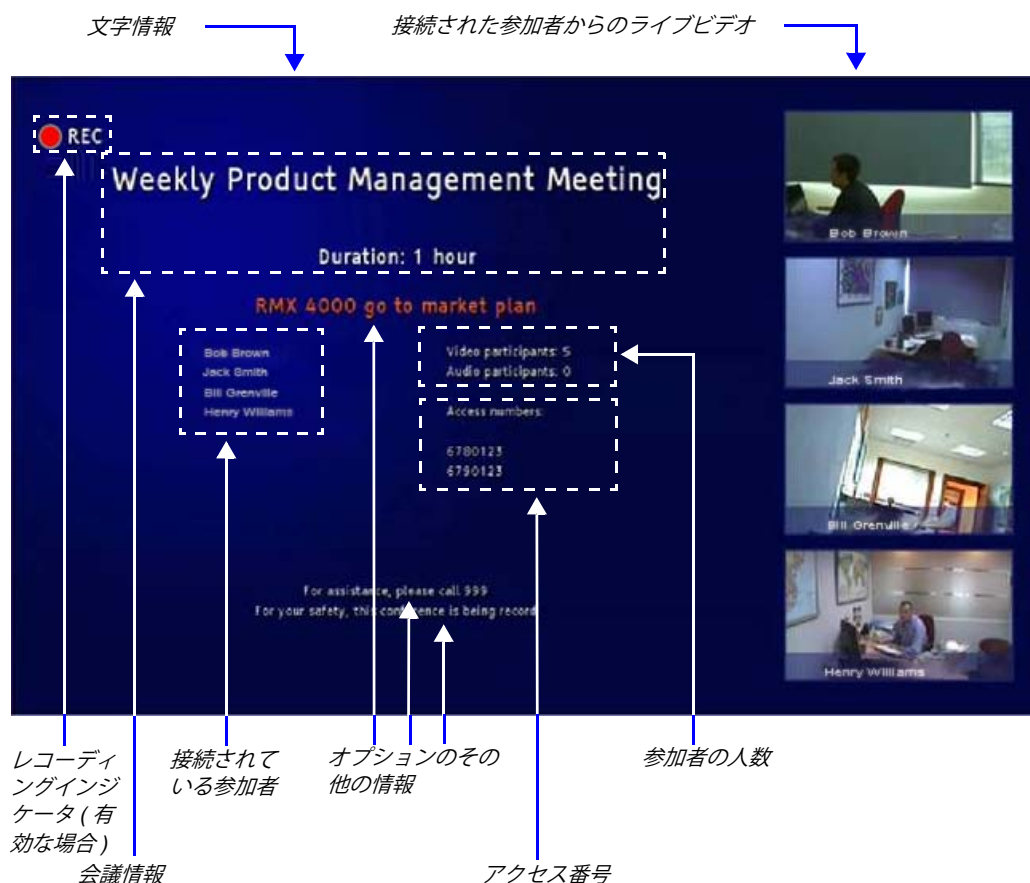 文字情報
接続された参加者からのライブビデオ
REC
Weekly Product Management Meeting
Duration: 1 hour
RMX 4000 go to market plan
Bob Brown
Jack Smith
Bill Grenville
Henry Williams
Video participants: 5
Audio participants: 0
Access numbers:
6780123
6790123
For assistance, please call 999
For your safety, this conference is being record
Bob Brown
Jack Smith
Bill Grenville
Henry Williams
レコーディ
ングインジ
ケータ ( 有
効な場合 )
接続されて
いる参加者
オプションのその
他の情報
参加者の人数
会議情報
アクセス番号